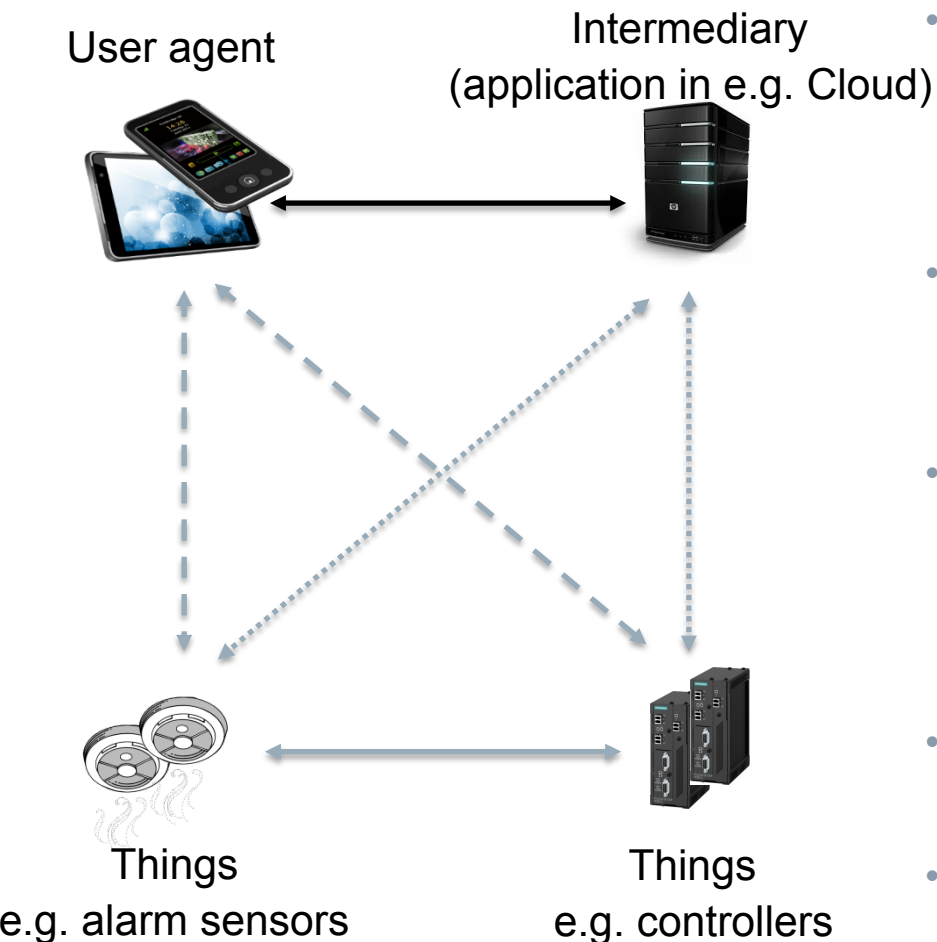 User agent
Intermediary
(application in e.g. Cloud)
Things
e.g. alarm sensors
Things
e.g. controllers